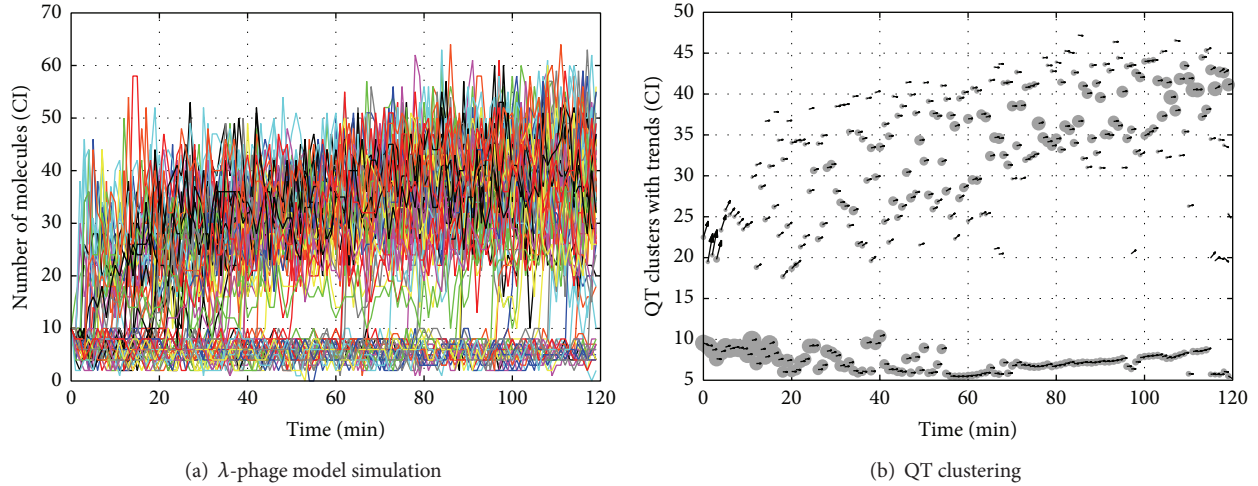 70
60
50
40
30
20
10
0
Number of molecules (CI)
0 20 40 60 80 100 120
Time (min)
(a) λ-phage model simulation
50
45
40
35
30
25
20
15
10
5
QT clusters with trends (CI)
0 20 40 60 80 100 120
Time (min)
(b) QT clustering